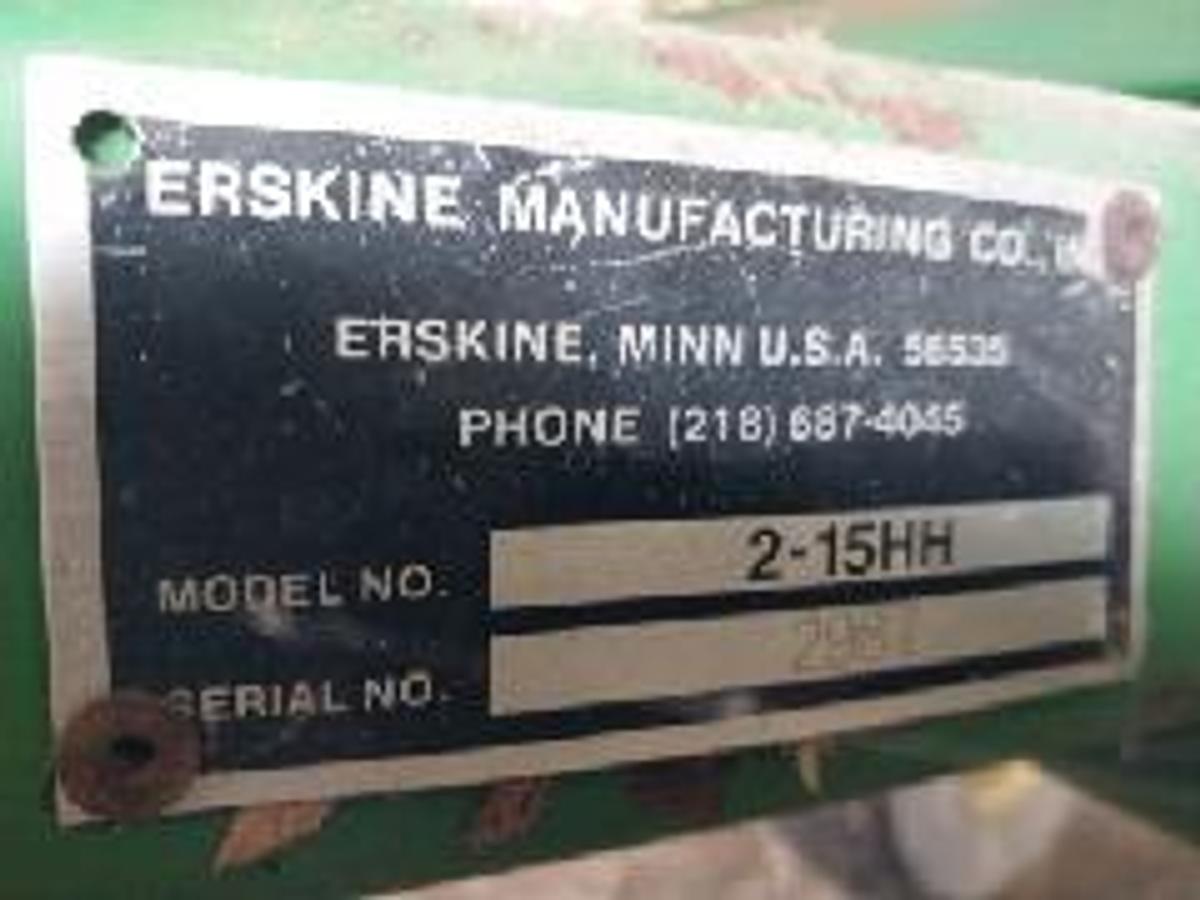 ERSKINE MANUFACTURING CO.,
ERSKINE, MINN U.S.A. 56535
PHONE (218) 687-4045
MODEL NO. 2-15HH
SERIAL NO.